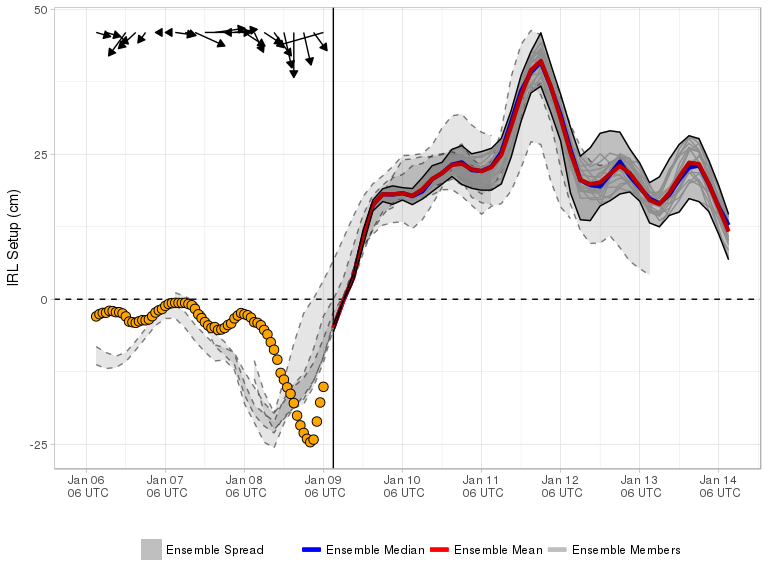 50
25
0
-25
IRL Setup (cm)
Jan 06 Jan 07 Jan 08 Jan 09 Jan 10 Jan 11 Jan 12 Jan 13 Jan 14
06 UTC 06 UTC 06 UTC 06 UTC 06 UTC 06 UTC 06 UTC 06 UTC 06 UTC
Ensemble Spread Ensemble Median Ensemble Mean Ensemble Members